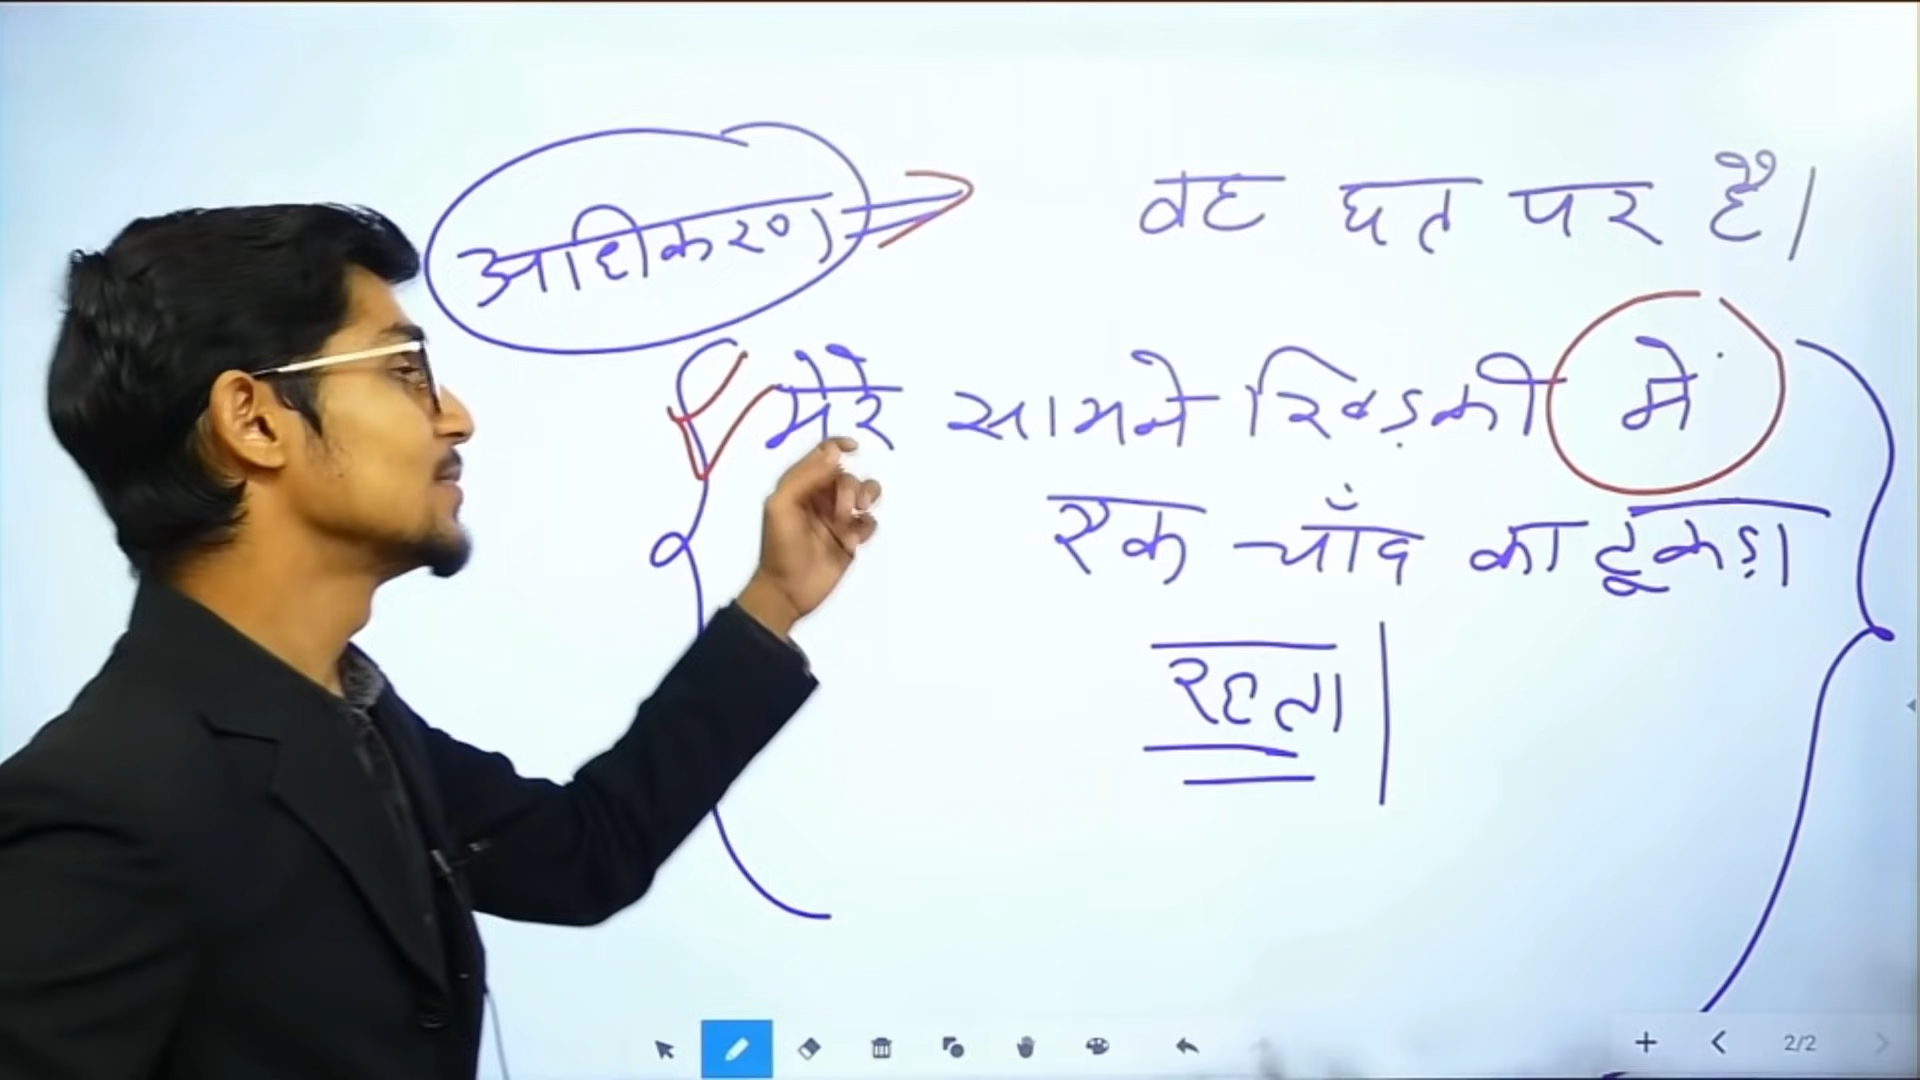 अधिकरण
वह छत पर है।
मेरे सामने खिड़की में
एक चाँद का टूकड़ा
रहता
2/2